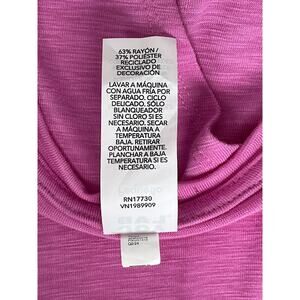 63% RAYÓN /
37% POLIÉSTER
RECICLADO
EXCLUSIVO DE
DECORACIÓN
LAVAR A MÁQUINA
CON AGUA FRÍA POR
SEPARADO. CICLO
DELICADO. SÓLO
BLANQUEADOR
SIN CLORO SI ES
NECESARIO. SECAR
A MÁQUINA A
TEMPERATURA
BAJA. RETIRAR
OPORTUNAMENTE.
PLANCHAR A BAJA
TEMPERATURA SI ES
NECESARIO.
RN17730
VN1989909